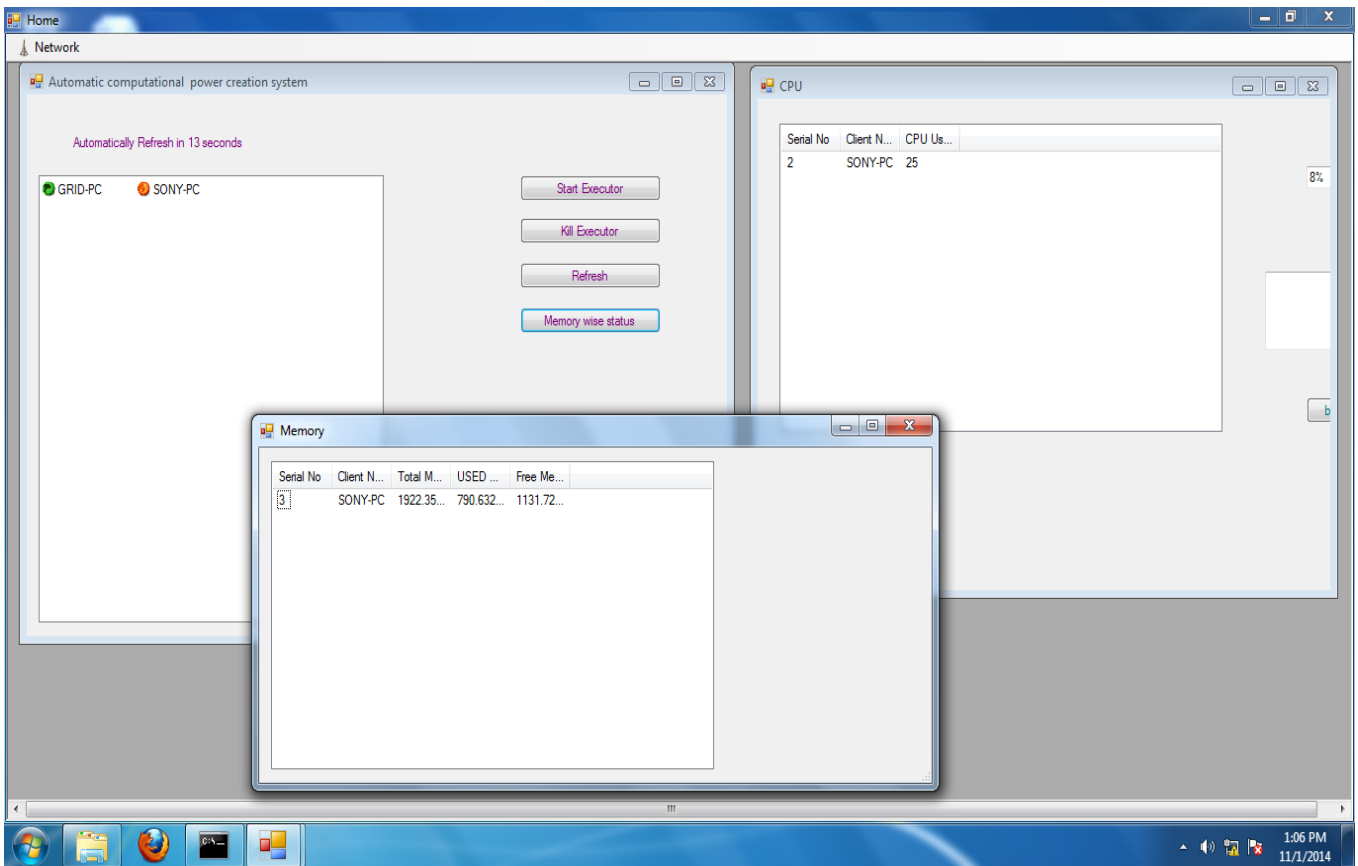 Home
Network
Automatic computational power creation system
Automatically Refresh in 13 seconds
GRID-PC SONY-PC
Start Executor
Kill Executor
Refresh
Memory wise status
CPU
Serial No Client N... CPU Us...
2 SONY-PC 25
8%
b
Memory
Serial No Client N... Total M... USED ... Free Me...
3 SONY-PC 1922.35... 790.632... 1131.72...
C:\_
1:06 PM
11/1/2014